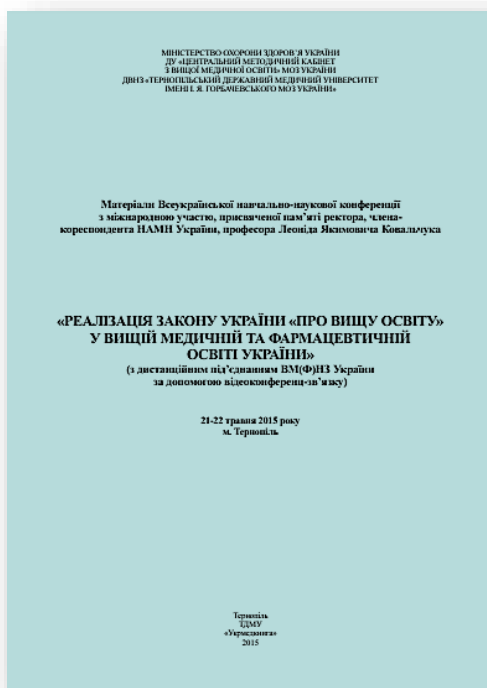 МІНІСТЕРСТВО ОХОРОНИ ЗДОРОВ'Я УКРАЇНИ
ДУ «ЦЕНТРАЛЬНИЙ МЕТОДИЧНИЙ КАБІНЕТ
З ВИЩОЇ МЕДИЧНОЇ ОСВІТИ» МОЗ УКРАЇНИ
ДВНЗ «ТЕРНОПІЛЬСЬКИЙ ДЕРЖАВНИЙ МЕДИЧНИЙ УНІВЕРСИТЕТ
ІМЕНІ І. Я. ГОРБАЧЕВСЬКОГО МОЗ УКРАЇНИ»
Матеріали Всеукраїнської навчально-наукової конференції
з міжнародною участю, присвяченої пам'яті ректора, члена-
кореспондента НАМН України, професора Леоніда Якимовича Ковальчука
«РЕАЛІЗАЦІЯ ЗАКОНУ УКРАЇНИ «ПРО ВИЩУ ОСВІТУ»
У ВИЩІЙ МЕДИЧНІЙ ТА ФАРМАЦЕВТИЧНІЙ
ОСВІТІ УКРАЇНИ»
(з дистанційним під'єднанням ВМ(Ф)НЗ України
за допомогою відеоконференц-зв'язку)
21-22 травня 2015 року
м. Тернопіль
Тернопіль
ТДМУ
«Укрмедкнига»
2015